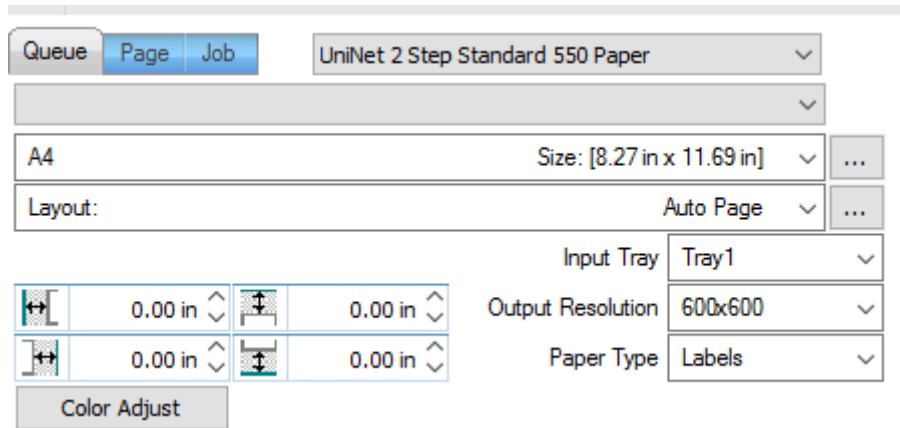 Queue Page Job UniNet 2 Step Standard 550 Paper
A4 Size: [8.27 in x 11.69 in] ...
Layout: Auto Page ...
Input Tray Tray1
0.00 in 0.00 in Output Resolution 600x600
0.00 in 0.00 in Paper Type Labels
Color Adjust